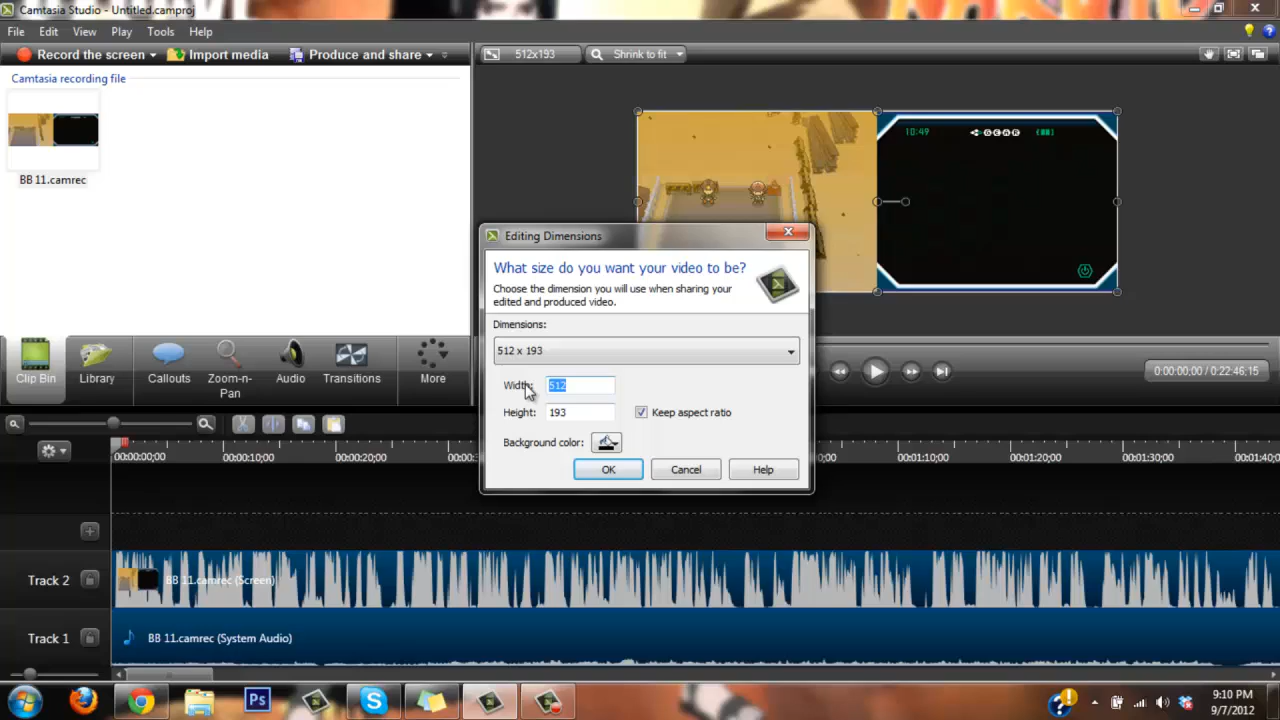 Camtasia Studio - Untitled.camproj
File Edit View Play Tools Help
Record the screen Import media Produce and share
512x193 Shrink to fit
Camtasia recording file
BB 11.camrec
10:49
Editing Dimensions
What size do you want your video to be?
Choose the dimension you will use when sharing your
edited and produced video.
Dimensions:
512 x 193
Width: 512
Height: 193 Keep aspect ratio
Background color:
OK Cancel Help
Clip Bin Library Callouts Zoom-n-
Pan Audio Transitions More
0:00:00;00 / 0:22:46;15
00:00:00;00 00:00:10;00 00:00:20;00 00:01:10;00 00:01:20;00 00:01:30;00
Track 2 BB 11.camrec (Screen)
Track 1 BB 11.camrec (System Audio)
Ps
9:10 PM
9/7/2012